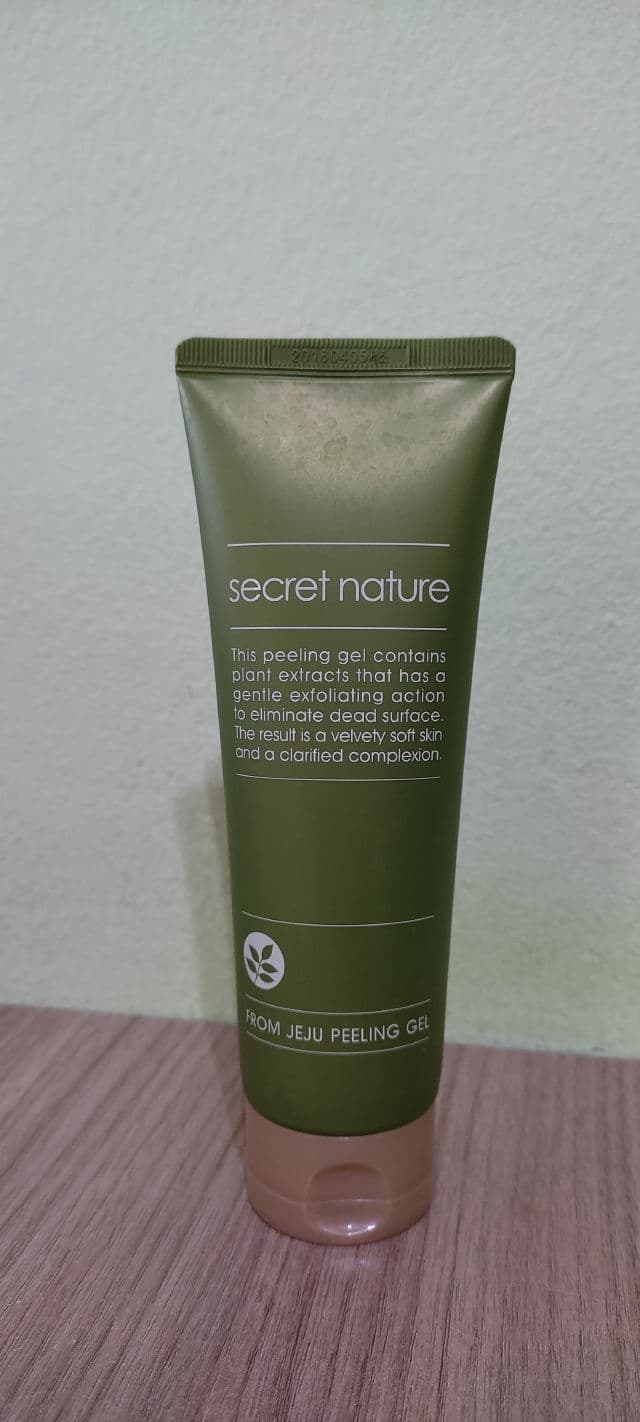 20180405
secret nature
This peeling gel contains
plant extracts that has a
gentle exfoliating action
to eliminate dead surface.
The result is a velvety soft skin
and a clarified complexion.
FROM JEJU PEELING GEL